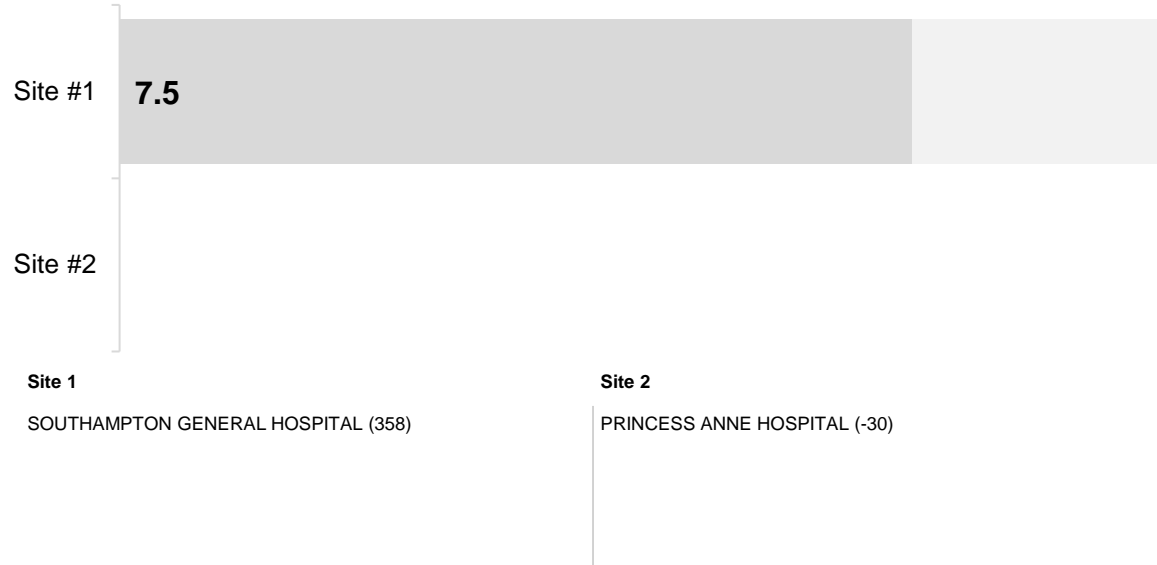 Site #1
7.5
Site #2
Site 1
SOUTHAMPTON GENERAL HOSPITAL (358)
Site 2
PRINCESS ANNE HOSPITAL (-30)